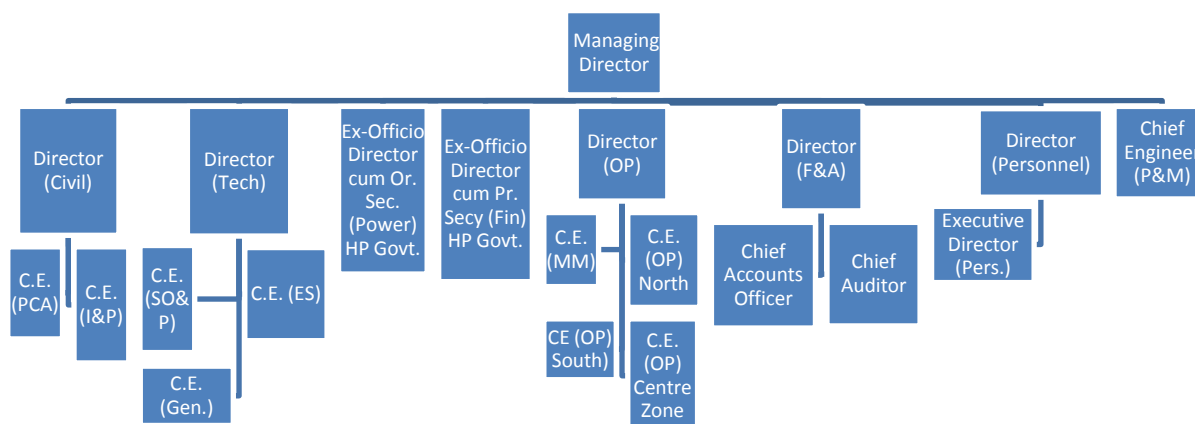 Managing
Director
Director
(Civil)
Director
(Tech)
Ex-Officio
Director
cum Or.
Sec.
(Power)
HP Govt.
Ex-Officio
Director
cum Pr.
Secy (Fin)
HP Govt.
Director
(OP)
Director
(F&A)
Director
(Personnel)
Chief
Engineer
(P&M)
C.E.
(PCA)
C.E.
(I&P)
C.E.
(SO&
P)
C.E. (ES)
C.E.
(Gen.)
C.E.
(MM)
C.E.
(OP)
North
CE (OP)
South)
C.E.
(OP)
Centre
Zone
Chief
Accounts
Officer
Chief
Auditor
Executive
Director
(Pers.)